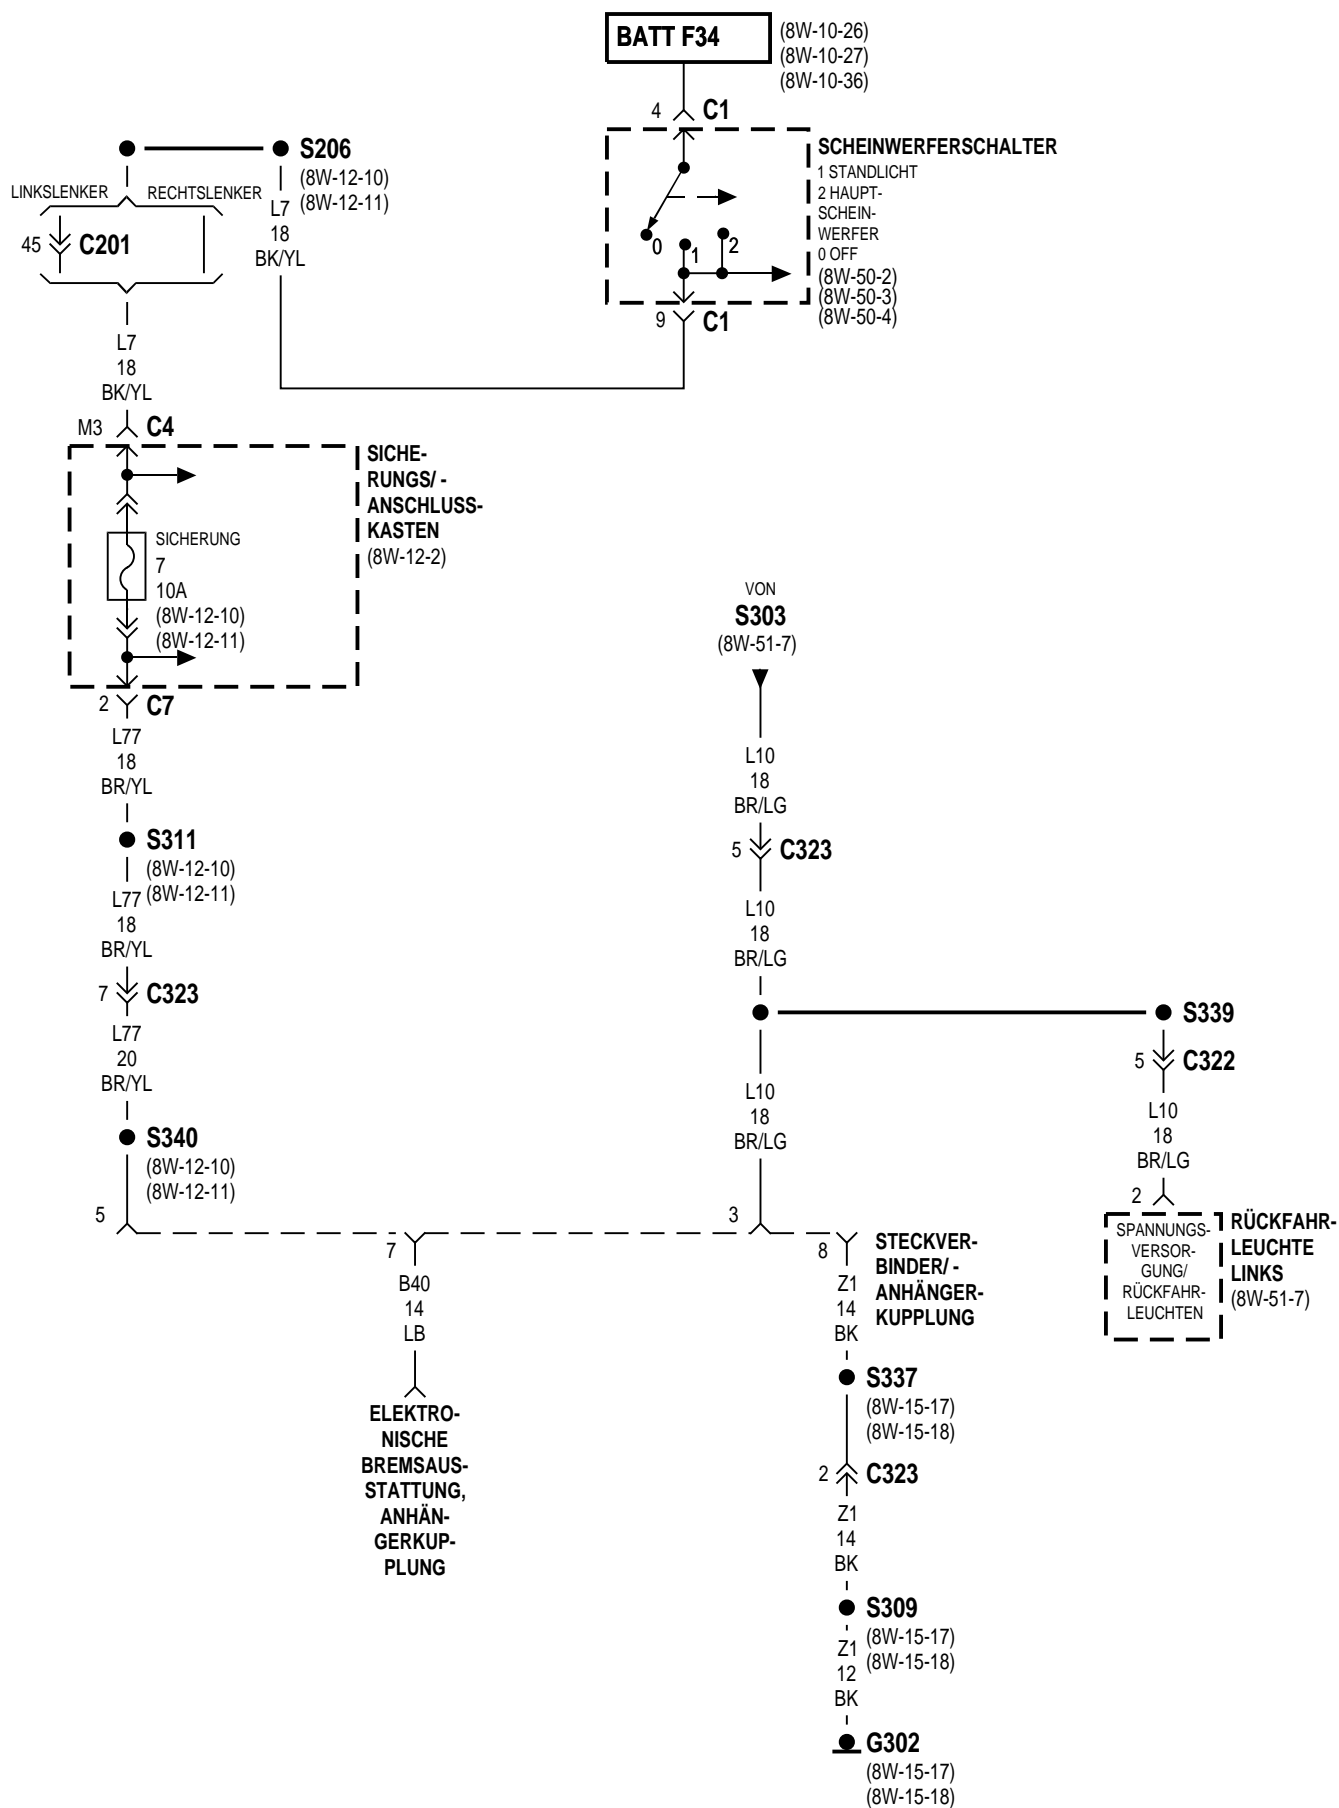 BATT F34
(8W-10-26)
(8W-10-27)
(8W-10-36)
4
C1
SCHEINWERFERSCHALTER
1 STANDLICHT
2 HAUPT-
SCHEIN-
WERFER
0 OFF
(8W-50-2)
(8W-50-3)
(8W-50-4)
0
1
2
9
C1
S206
(8W-12-10)
(8W-12-11)
LINKSLENKER
RECHTSLENKER
L7
18
BK/YL
45
C201
L7
18
BK/YL
M3
C4
SICHE-
RUNGS/ -
ANSCHLUSS-
KASTEN
(8W-12-2)
SICHERUNG
7
10A
(8W-12-10)
(8W-12-11)
2
C7
L77
18
BR/YL
S311
(8W-12-10)
(8W-12-11)
L77
18
BR/YL
7
C323
L77
20
BR/YL
S340
(8W-12-10)
(8W-12-11)
5
VON
S303
(8W-51-7)
L10
18
BR/LG
5
C323
L10
18
BR/LG
S339
5
C322
L10
18
BR/LG
L10
18
BR/LG
2
SPANNUNGS-
VERSOR-
GUNG/
RÜCKFAHR-
LEUCHTEN
RÜCKFAHR-
LEUCHTE
LINKS
(8W-51-7)
3
7
8
STECKVER-
BINDER/ -
ANHÄNGER-
KUPPLUNG
B40
14
LB
ELEKTRO-
NISCHE
BREMSAUS-
STATTUNG,
ANHÄN-
GERKUP-
PLUNG
Z1
14
BK
S337
(8W-15-17)
(8W-15-18)
2
C323
Z1
14
BK
S309
(8W-15-17)
(8W-15-18)
Z1
12
BK
G302
(8W-15-17)
(8W-15-18)